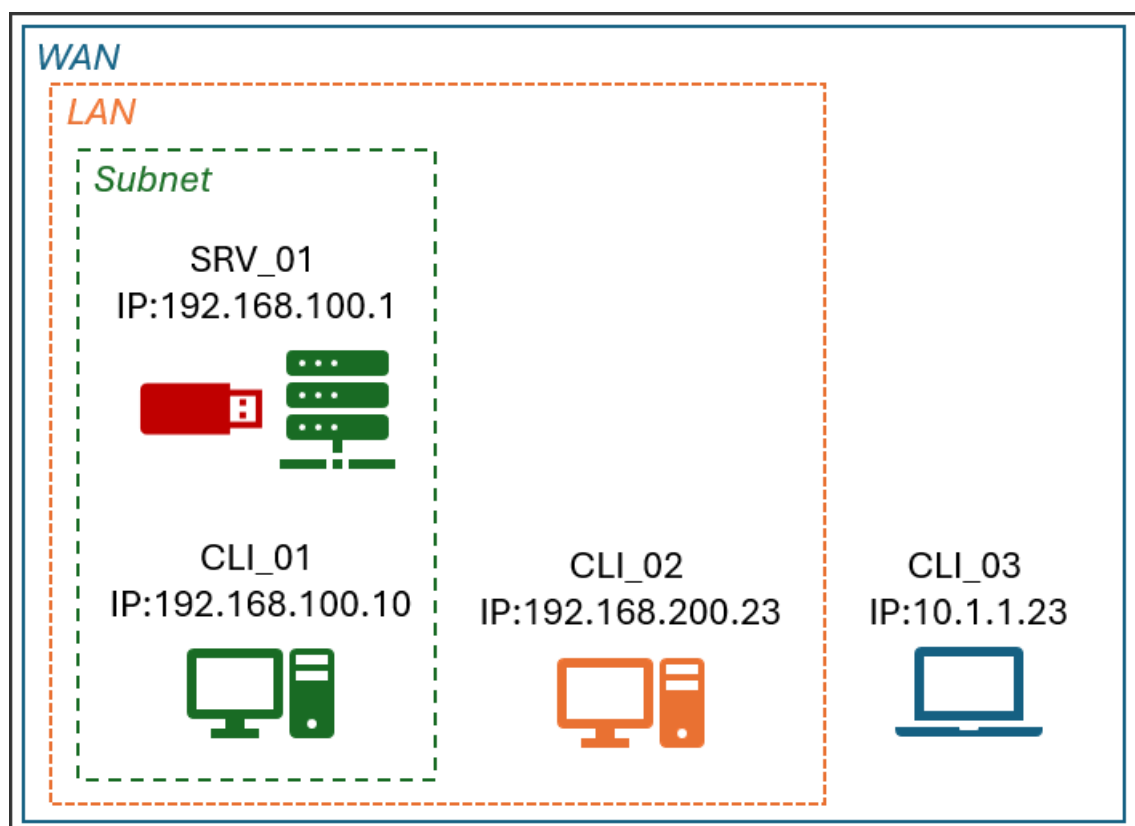 WAN
LAN
Subnet
SRV_01
IP:192.168.100.1
CLI_01
IP:192.168.100.10
CLI_02
IP:192.168.200.23
CLI_03
IP:10.1.1.23